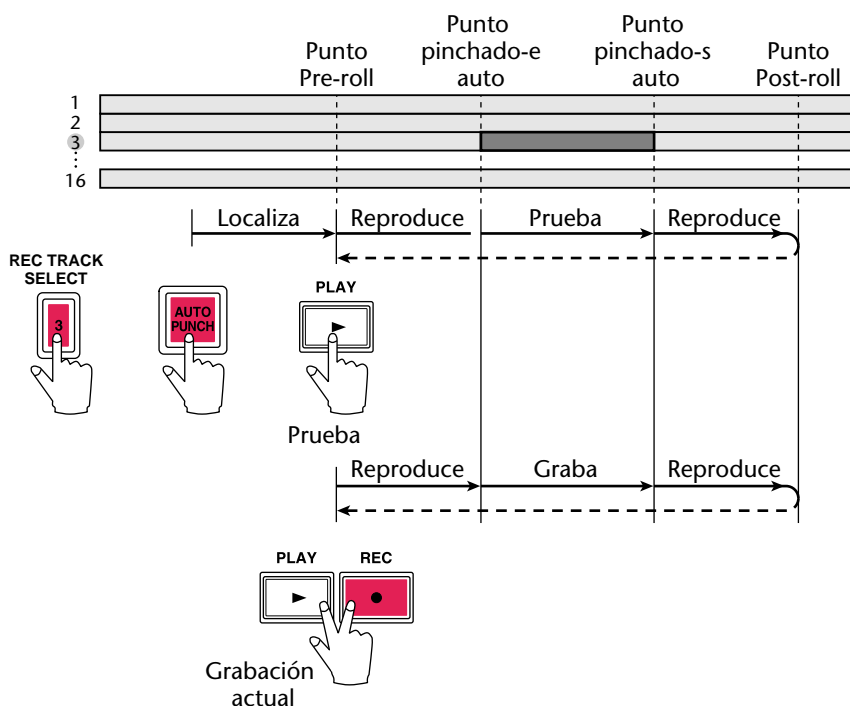 Punto
Pre-roll
Punto
pinchado-e
auto
Punto
pinchado-s
auto
Punto
Post-roll
1
2
3
16
Localiza
Reproduce
Prueba
Reproduce
REC TRACK
SELECT
3
AUTO
PUNCH
PLAY
Prueba
Reproduce
Graba
Reproduce
PLAY
REC
Grabación
actual